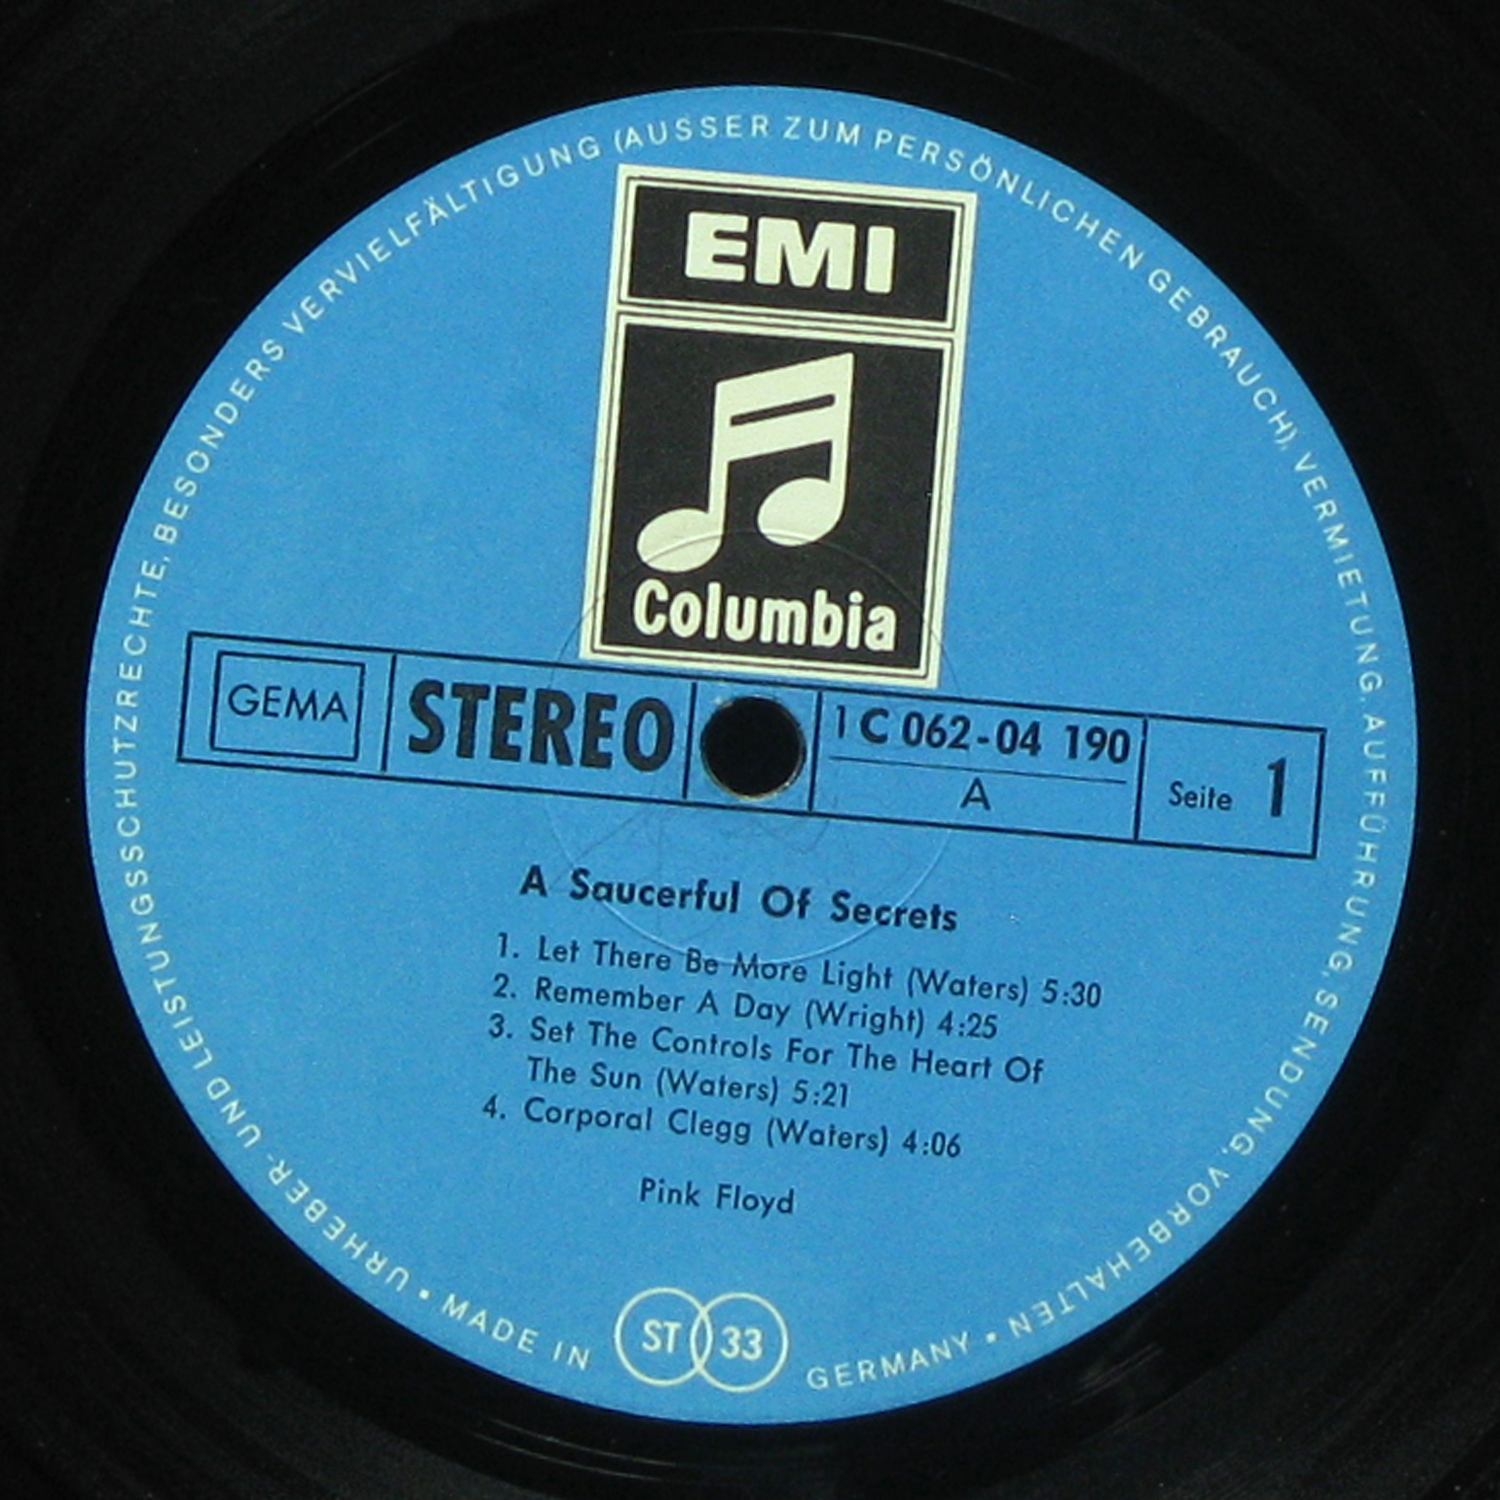 URHEBER- UND LEISTUNGSSCHUTZRECHTE, BESONDERS VERVIELFÄLTIGUNG (AUSSER ZUM PERSÖNLICHEN GEBRAUCH), VERMIETUNG, AUFFÜHRUNG, SENDUNG, VORBEHALTEN •
EMI
Columbia
GEMA
STEREO
1 C 062-04 190
A
Seite 1
A Saucerful Of Secrets
1. Let There Be More Light (Waters) 5:30
2. Remember A Day (Wright) 4:25
3. Set The Controls For The Heart Of
The Sun (Waters) 5:21
4. Corporal Clegg (Waters) 4:06
Pink Floyd
• MADE IN ST 33 GERMANY